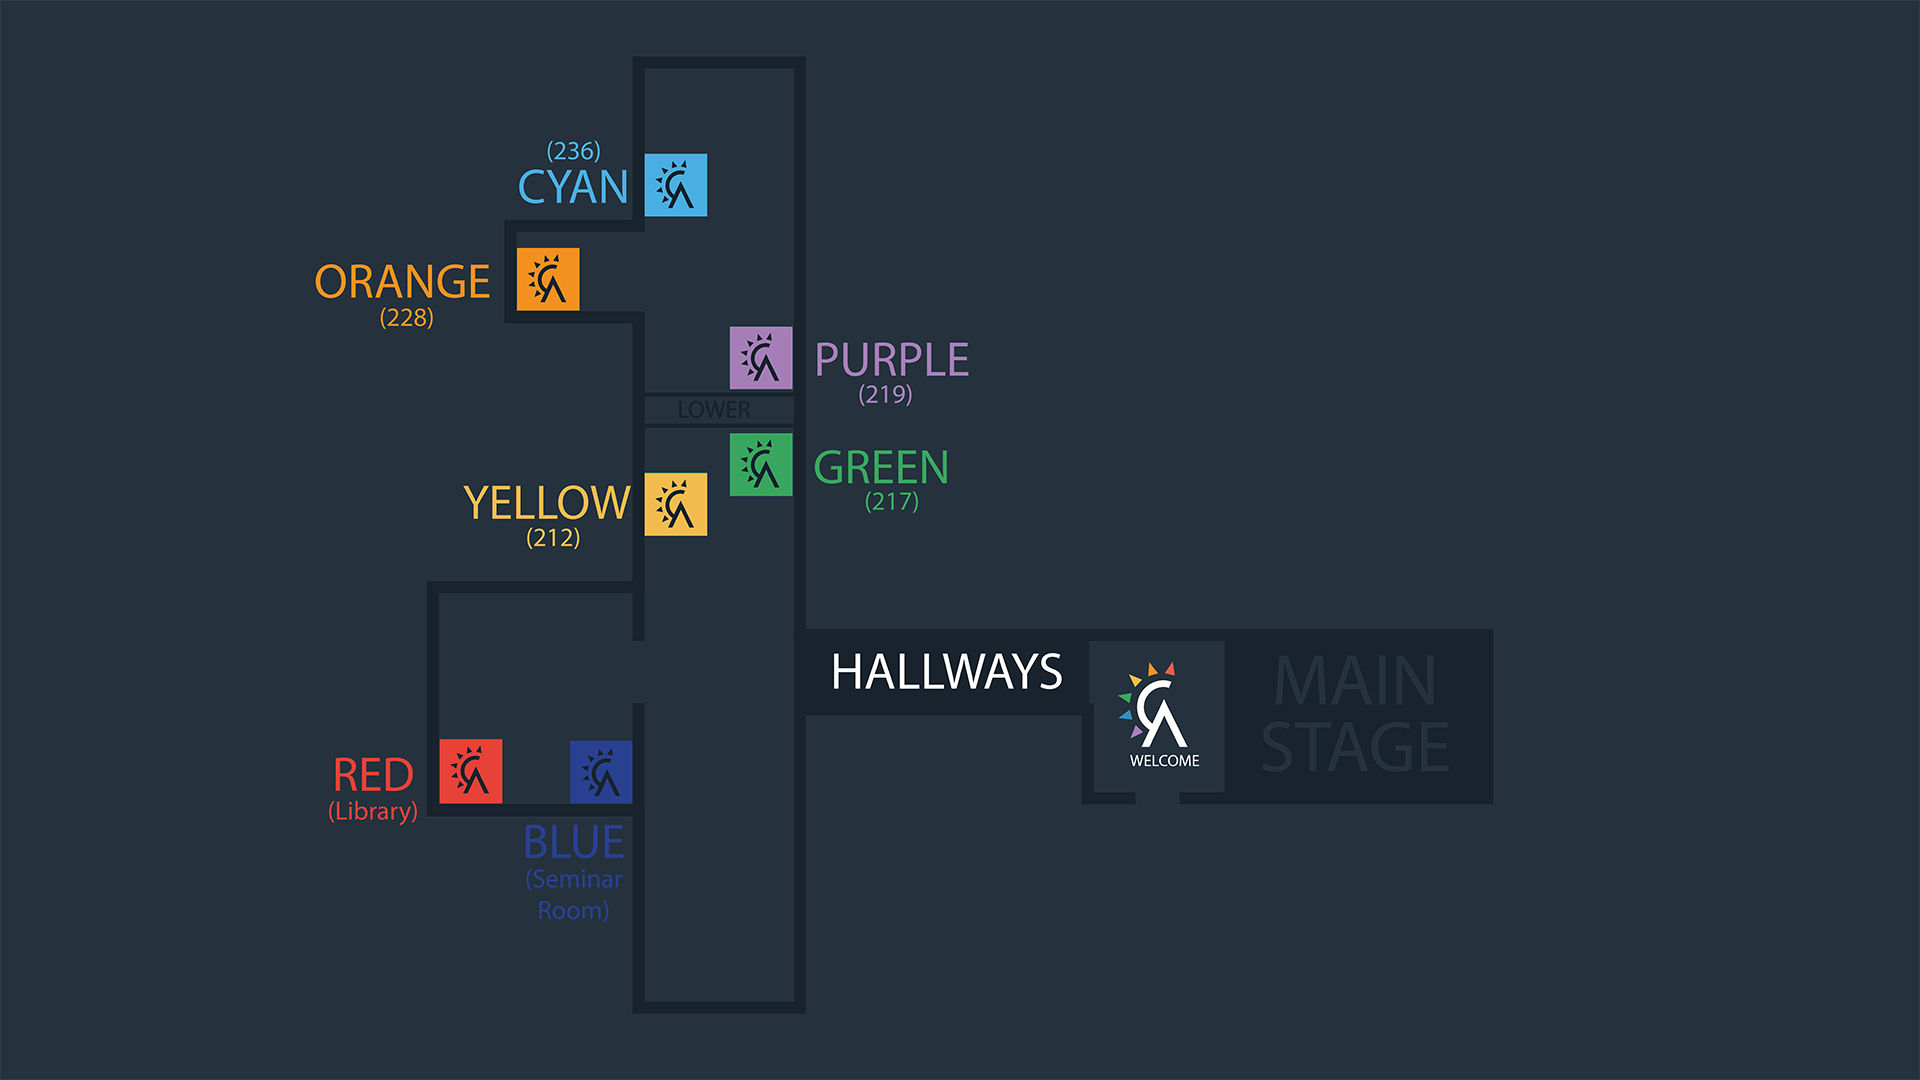 (236)
CYAN
ORANGE
(228)
PURPLE
(219)
LOWER
GREEN
(217)
YELLOW
(212)
HALLWAYS
MAIN
STAGE
WELCOME
RED
(Library)
BLUE
(Seminar
Room)